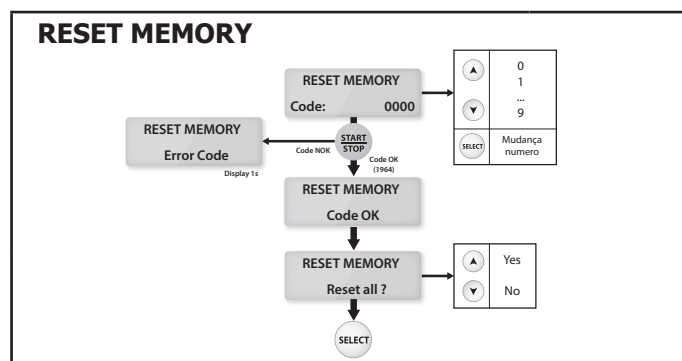 RESET MEMORY
RESET MEMORY
Code: 0000
0
1
...
9
SELECT
Mudança
numero
START
STOP
RESET MEMORY
Error Code
Display 1s
Code NOK
Code OK
(1964)
RESET MEMORY
Code OK
RESET MEMORY
Reset all ?
Yes
No
SELECT